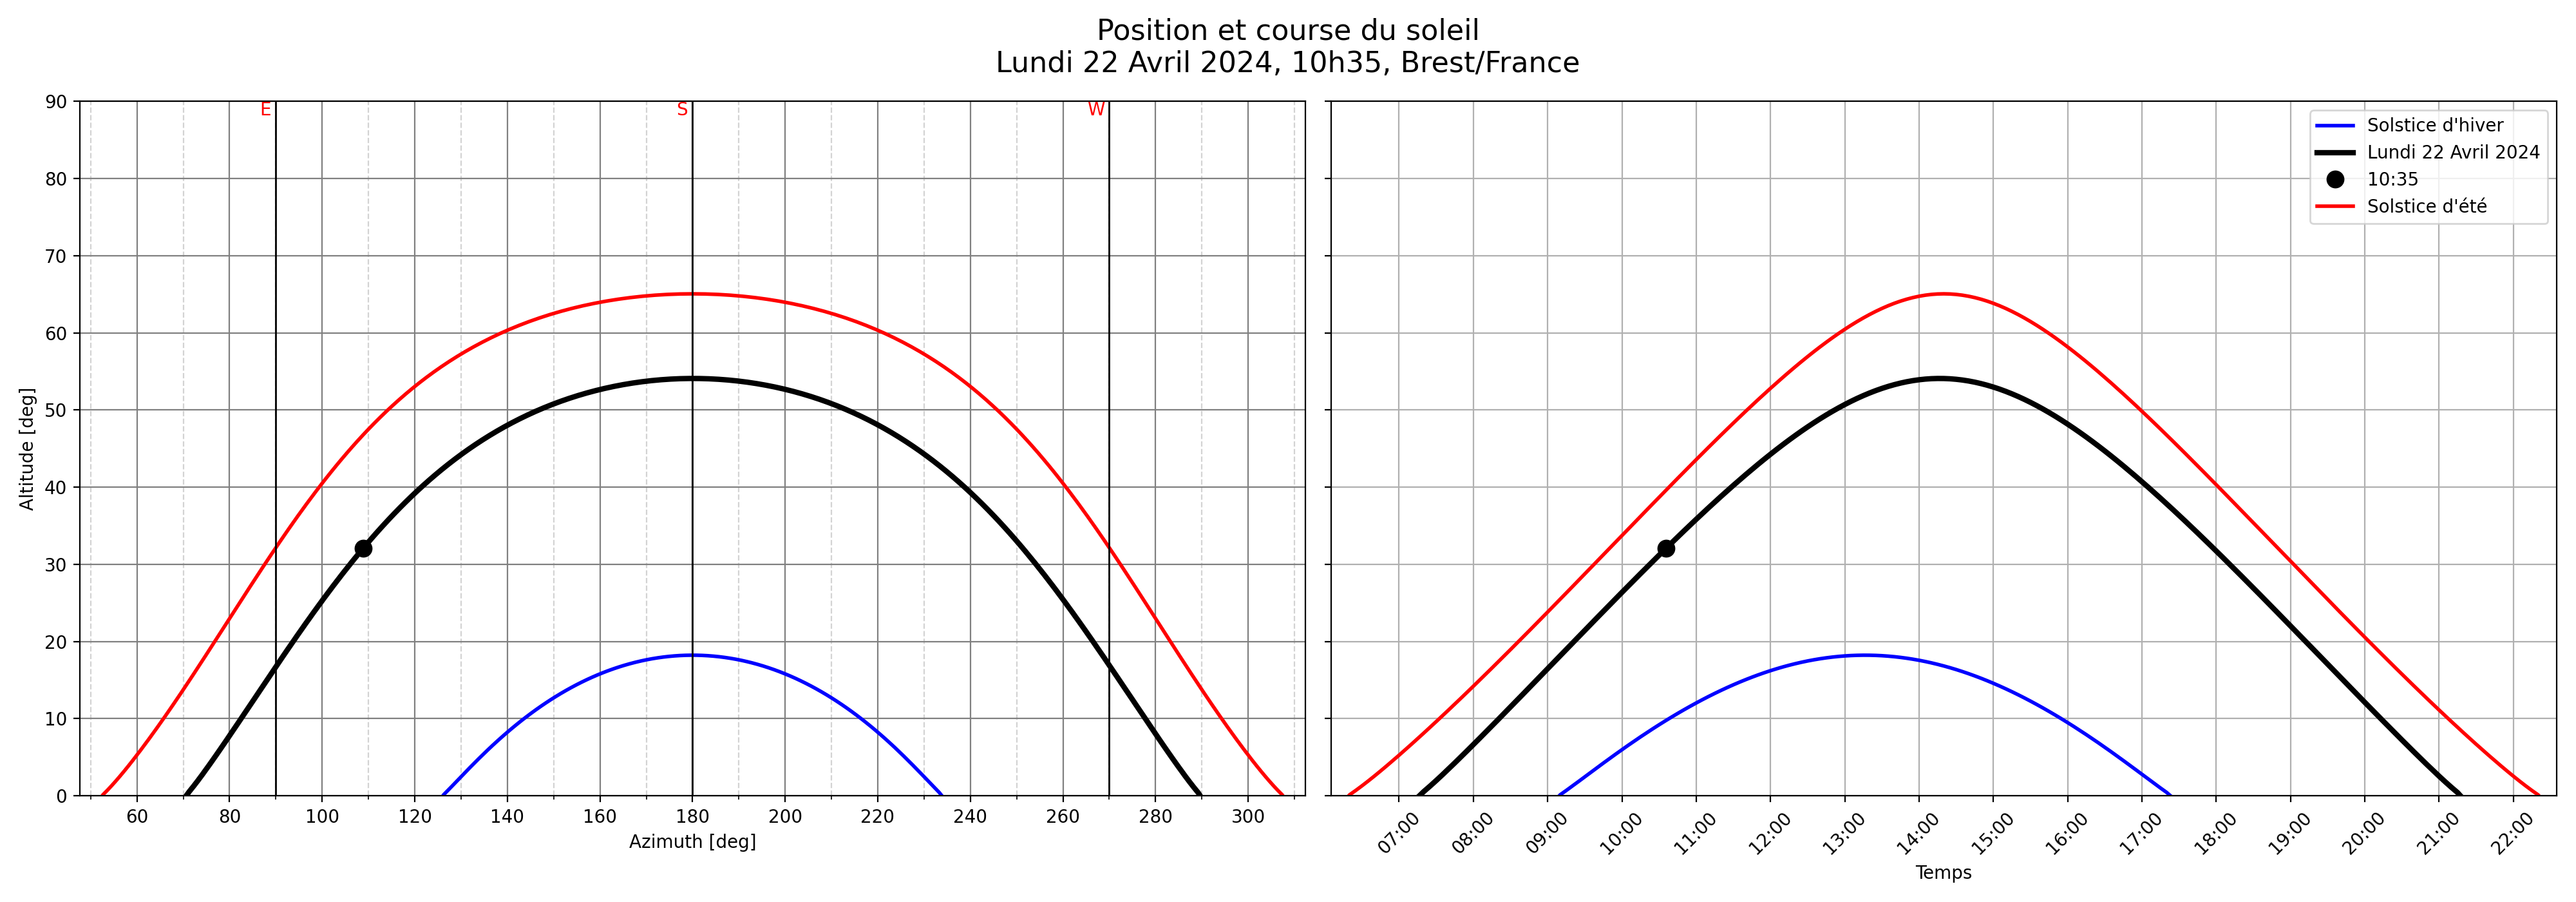 Position et course du soleil
Lundi 22 Avril 2024, 10h35, Brest/France
E
S
W
90
80
70
60
50
40
30
20
10
0
Altitude [deg]
60 80 100 120 140 160 180 200 220 240 260 280 300
Azimuth [deg]
Solstice d'hiver
Lundi 22 Avril 2024
10:35
Solstice d'été
07:00 08:00 09:00 10:00 11:00 12:00 13:00 14:00 15:00 16:00 17:00 18:00 19:00 20:00 21:00 22:00
Temps